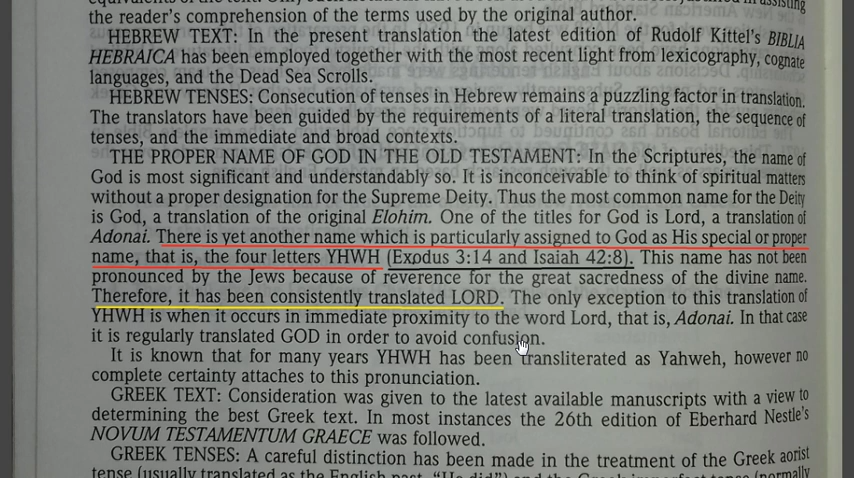 the reader's comprehension of the terms used by the original author.
HEBREW TEXT: In the present translation the latest edition of Rudolf Kittel's BIBLIA
HEBRAICA has been employed together with the most recent light from lexicography, cognate
languages, and the Dead Sea Scrolls.
HEBREW TENSES: Consecution of tenses in Hebrew remains a puzzling factor in translation.
The translators have been guided by the requirements of a literal translation, the sequence of
tenses, and the immediate and broad contexts.
THE PROPER NAME OF GOD IN THE OLD TESTAMENT: In the Scriptures, the name of
God is most significant and understandably so. It is inconceivable to think of spiritual matters
without a proper designation for the Supreme Deity. Thus the most common name for the Deity
is God, a translation of the original Elohim. One of the titles for God is Lord, a translation of
Adonai. There is yet another name which is particularly assigned to God as His special or proper
name, that is, the four letters YHWH (Exodus 3:14 and Isaiah 42:8). This name has not been
pronounced by the Jews because of reverence for the great sacredness of the divine name.
Therefore, it has been consistently translated LORD. The only exception to this translation of
YHWH is when it occurs in immediate proximity to the word Lord, that is, Adonai. In that case
it is regularly translated GOD in order to avoid confusion.
It is known that for many years YHWH has been transliterated as Yahweh, however no
complete certainty attaches to this pronunciation.
GREEK TEXT: Consideration was given to the latest available manuscripts with a view to
determining the best Greek text. In most instances the 26th edition of Eberhard Nestle's
NOVUM TESTAMENTUM GRAECE was followed.
GREEK TENSES: A careful distinction has been made in the treatment of the Greek aorist
tense (usually translated as the English past, "He did") and the Greek imperfect tense (normally